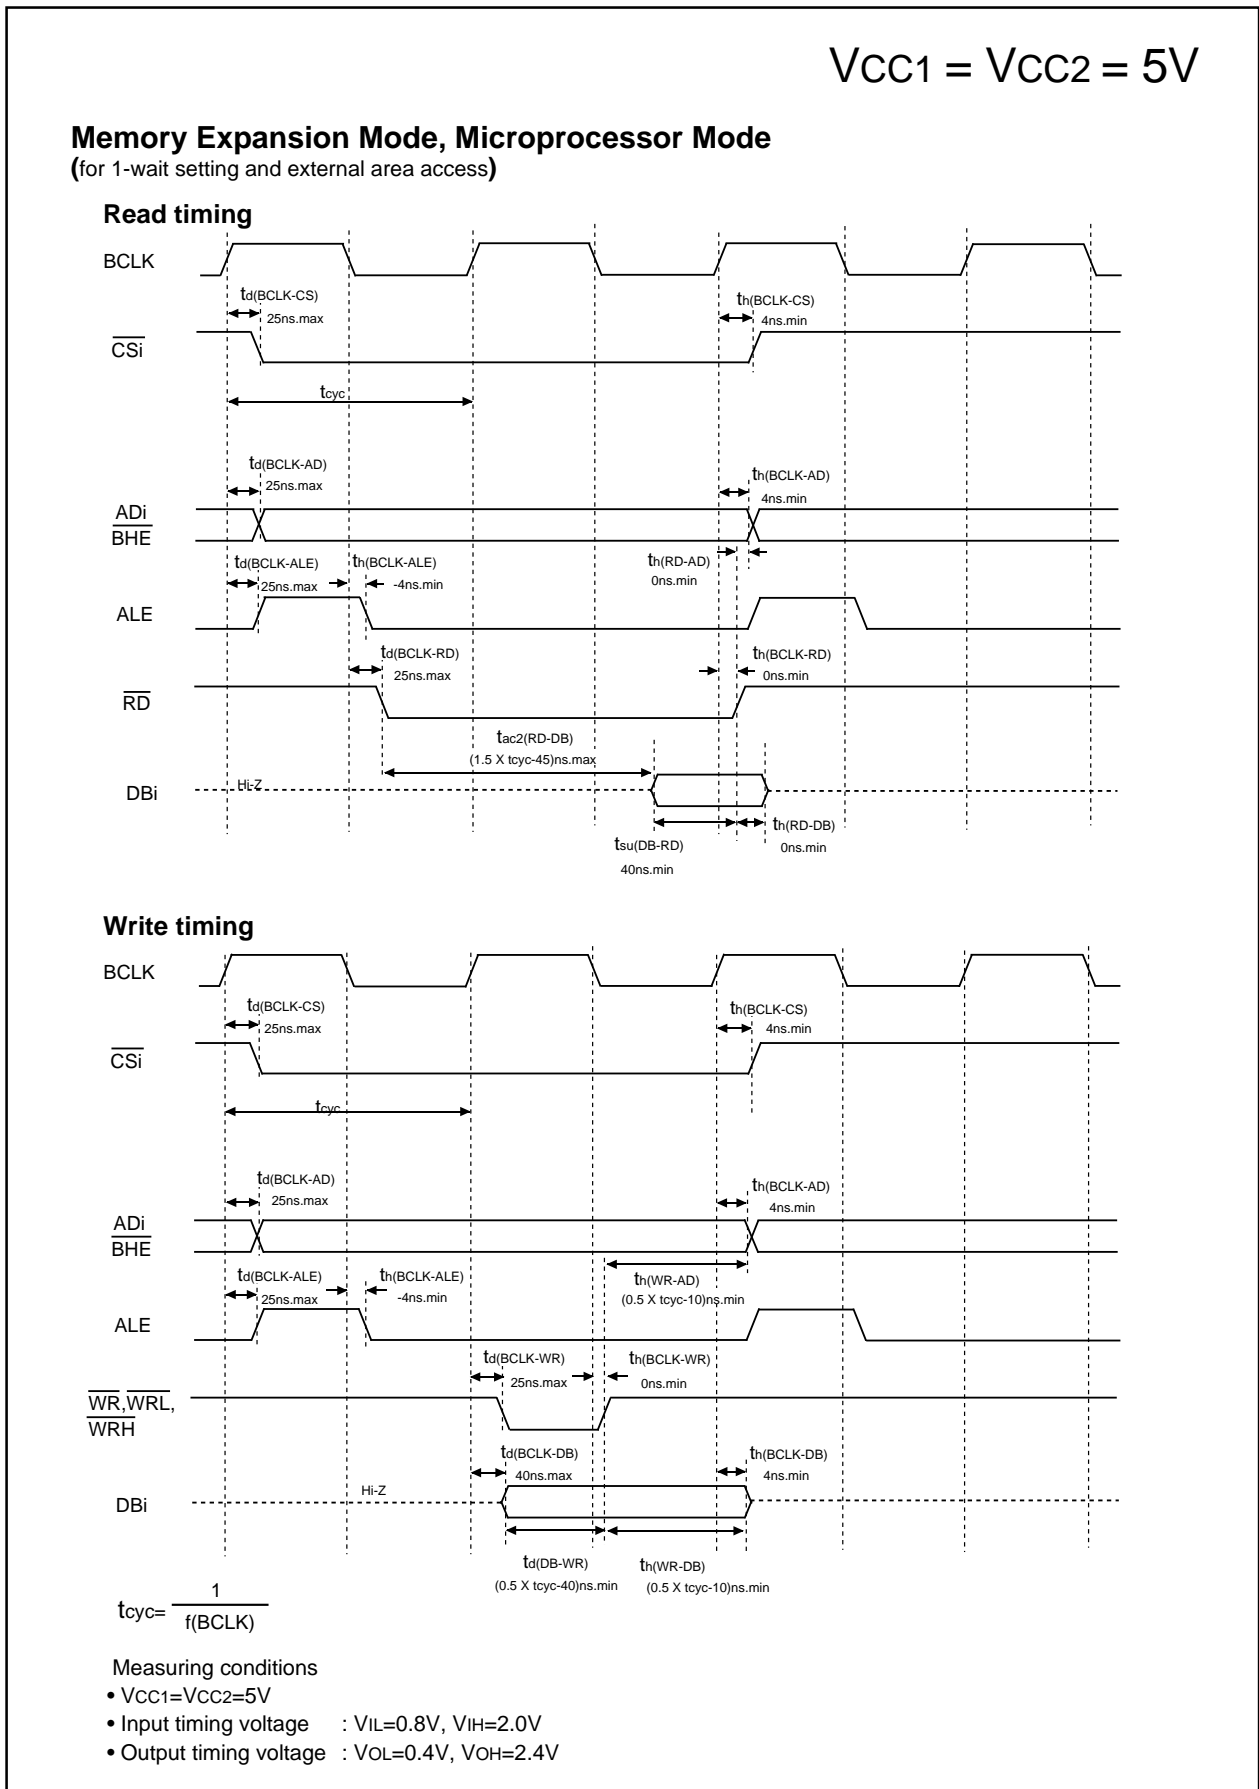 VCC1 = VCC2 = 5V
Memory Expansion Mode, Microprocessor Mode
(for 1-wait setting and external area access)
Read timing
BCLK
td(BCLK-CS)
25ns.max
th(BCLK-CS)
4ns.min
CSi
tcyc
td(BCLK-AD)
25ns.max
th(BCLK-AD)
4ns.min
ADi
BHE
td(BCLK-ALE)
25ns.max
th(BCLK-ALE)
-4ns.min
th(RD-AD)
0ns.min
ALE
td(BCLK-RD)
25ns.max
th(BCLK-RD)
0ns.min
RD
tac2(RD-DB)
(1.5 X tcyc-45)ns.max
Hi-Z
DBi
tsu(DB-RD)
40ns.min
th(RD-DB)
0ns.min
Write timing
BCLK
td(BCLK-CS)
25ns.max
th(BCLK-CS)
4ns.min
CSi
tcyc
td(BCLK-AD)
25ns.max
th(BCLK-AD)
4ns.min
ADi
BHE
td(BCLK-ALE)
25ns.max
th(BCLK-ALE)
-4ns.min
th(WR-AD)
(0.5 X tcyc-10)ns.min
ALE
td(BCLK-WR)
25ns.max
th(BCLK-WR)
0ns.min
WR,WRL,
WRH
td(BCLK-DB)
40ns.max
th(BCLK-DB)
4ns.min
Hi-Z
DBi
td(DB-WR)
(0.5 X tcyc-40)ns.min
th(WR-DB)
(0.5 X tcyc-10)ns.min
tcyc= 1
f(BCLK)
Measuring conditions
• VCC1=VCC2=5V
• Input timing voltage : VIL=0.8V, VIH=2.0V
• Output timing voltage : VOL=0.4V, VOH=2.4V